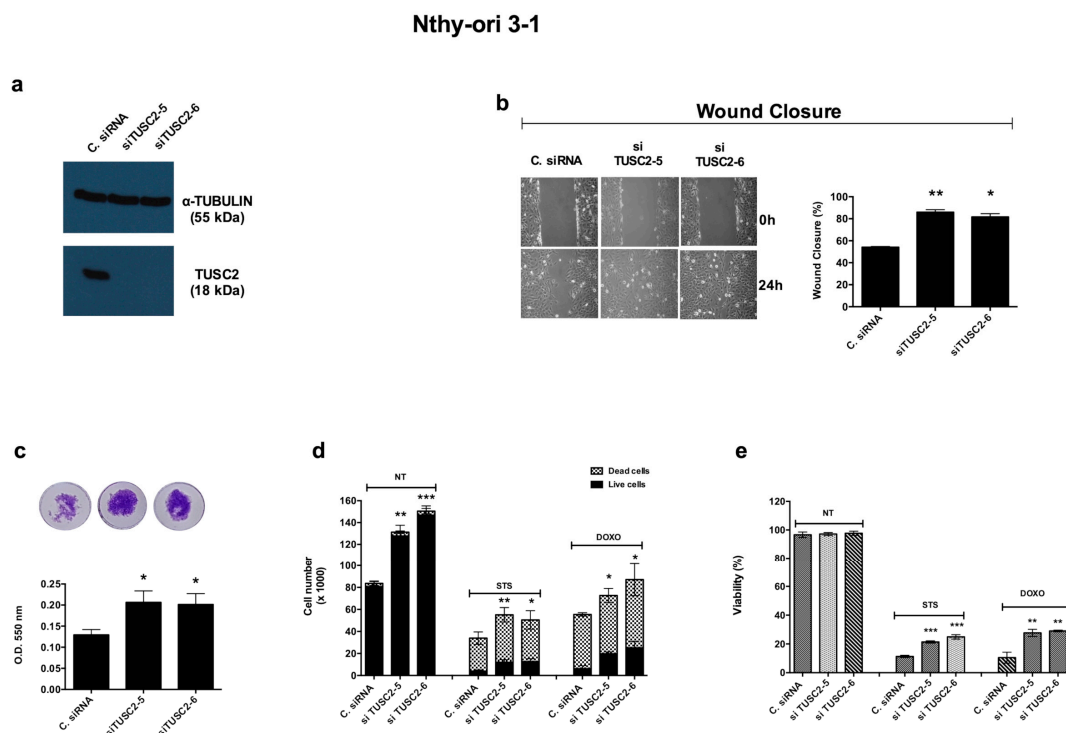 Nthy-ori 3-1
a
C. siRNA
siTUSC2-5
siTUSC2-6
α-TUBULIN
(55 kDa)
TUSC2
(18 kDa)
b
Wound Closure
C. siRNA
si
TUSC2-5
si
TUSC2-6
0h
24h
Wound Closure (%)
100
80
60
40
20
0
**
*
C. siRNA
siTUSC2-5
siTUSC2-6
c
O.D. 550 nm
0.25
0.20
0.15
0.10
0.05
0.00
*
*
C. siRNA
siTUSC2-5
siTUSC2-6
d
Dead cells
Live cells
Cell number
(x 1000)
160
140
120
100
80
60
40
20
0
NT
**
***
STS
**
*
DOXO
*
*
C. siRNA
si TUSC2-5
si TUSC2-6
C. siRNA
si TUSC2-5
si TUSC2-6
C. siRNA
si TUSC2-5
si TUSC2-6
e
Viability (%)
100
80
60
40
20
0
NT
STS
***
***
DOXO
**
**
C. siRNA
si TUSC2-5
si TUSC2-6
C. siRNA
si TUSC2-5
si TUSC2-6
C. siRNA
si TUSC2-5
si TUSC2-6